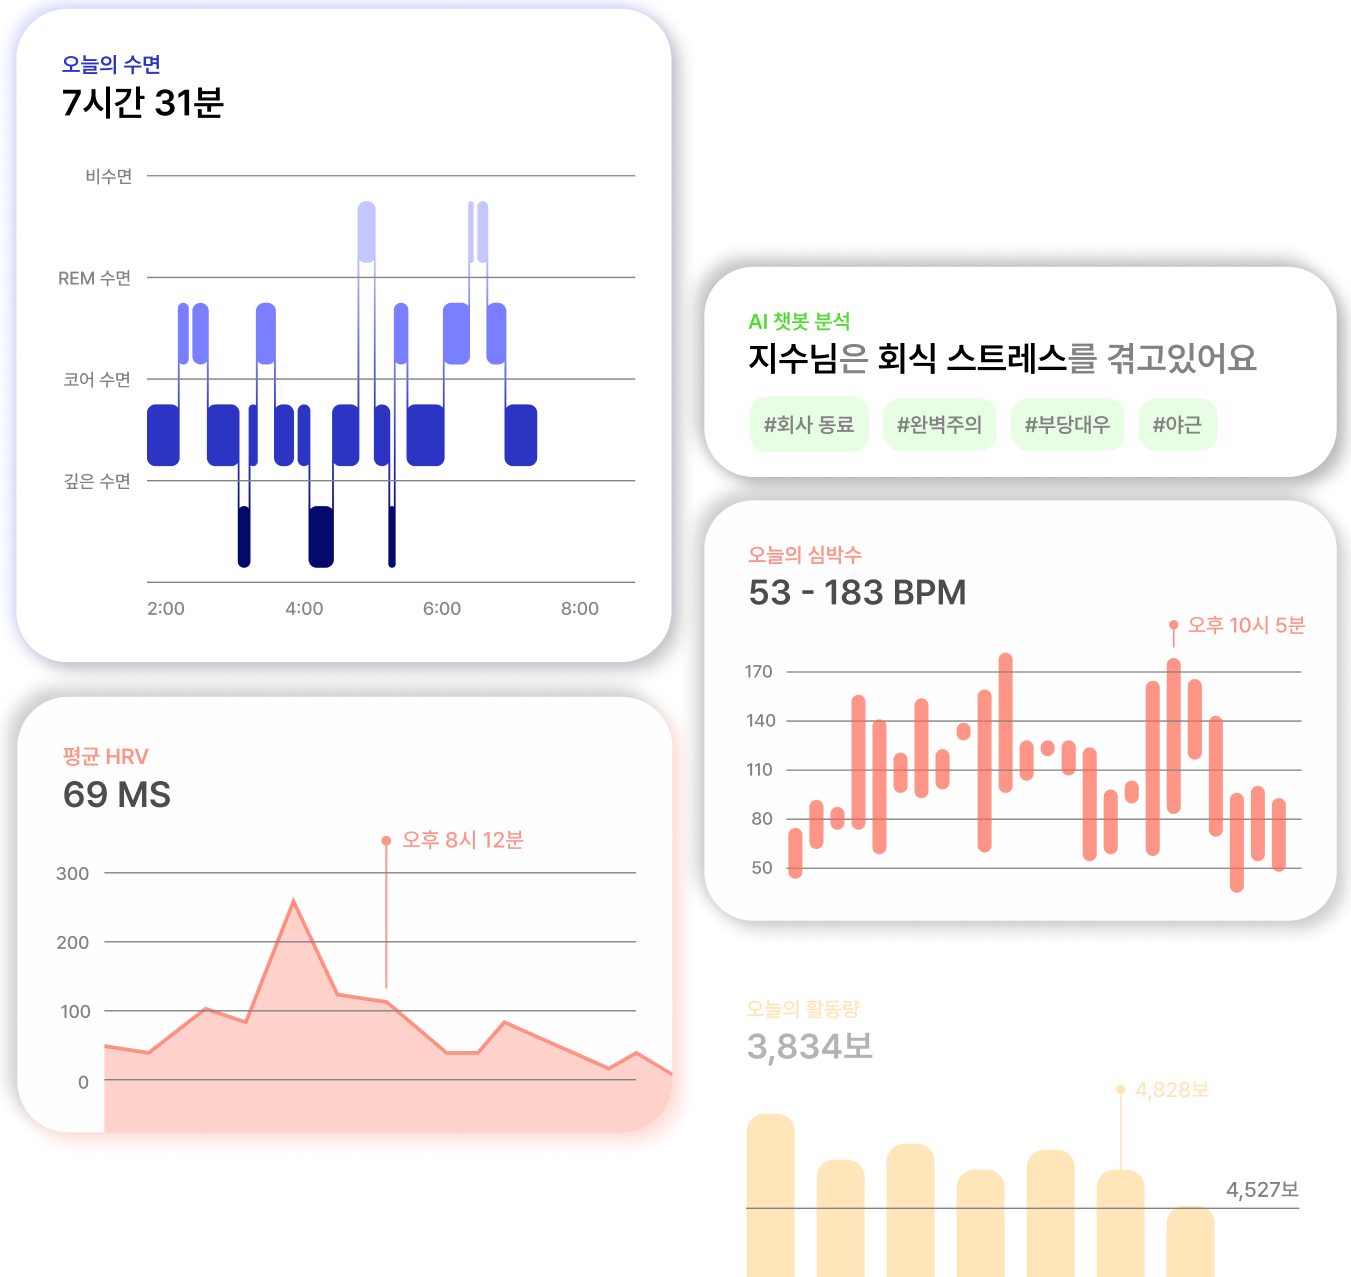 오늘의 수면
7시간 31분
비수면
REM 수면
코어 수면
깊은 수면
2:00 4:00 6:00 8:00
평균 HRV
69 MS
오후 8시 12분
300
200
100
0
AI 챗봇 분석
지수님은 회식 스트레스를 겪고있어요
#회사 동료 #완벽주의 #부당대우 #야근
오늘의 심박수
53 - 183 BPM
오후 10시 5분
170
140
110
80
50
오늘의 활동량
3,834보
4,828보
4,527보